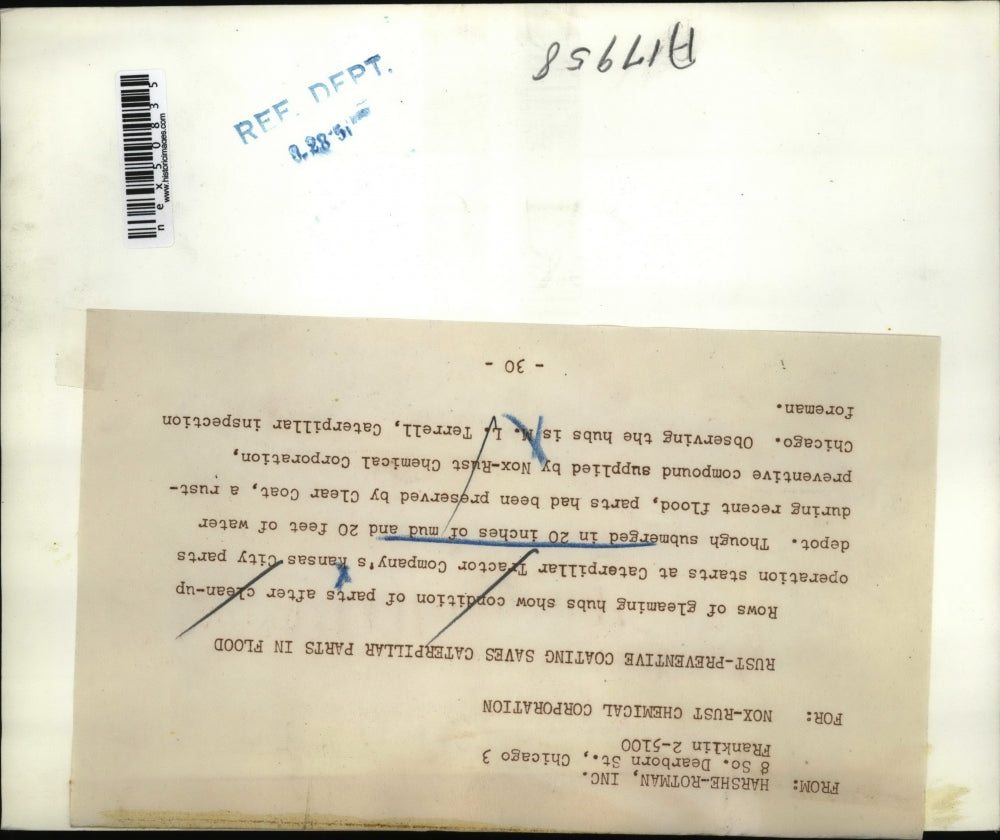 A17958
REF. DEPT.
8 28 51
nex50835
www.historicimages.com
FROM: HARSHE-ROTMAN, INC.
8 So. Dearborn St., Chicago 3
FRanklin 2-5100
FOR: NOX-RUST CHEMICAL CORPORATION
RUST-PREVENTIVE COATING SAVES CATERPILLAR PARTS IN FLOOD
Rows of gleaming hubs show condition of parts after clean-up
operation starts at Caterpillar Tractor Company's Kansas City parts
depot. Though submerged in 20 inches of mud and 20 feet of water
during recent flood, parts had been preserved by Clear Coat, a rust-
preventive compound supplied by Nox-Rust Chemical Corporation,
Chicago. Observing the hubs is M. L. Terrell, Caterpillar inspection
foreman.
- 30 -